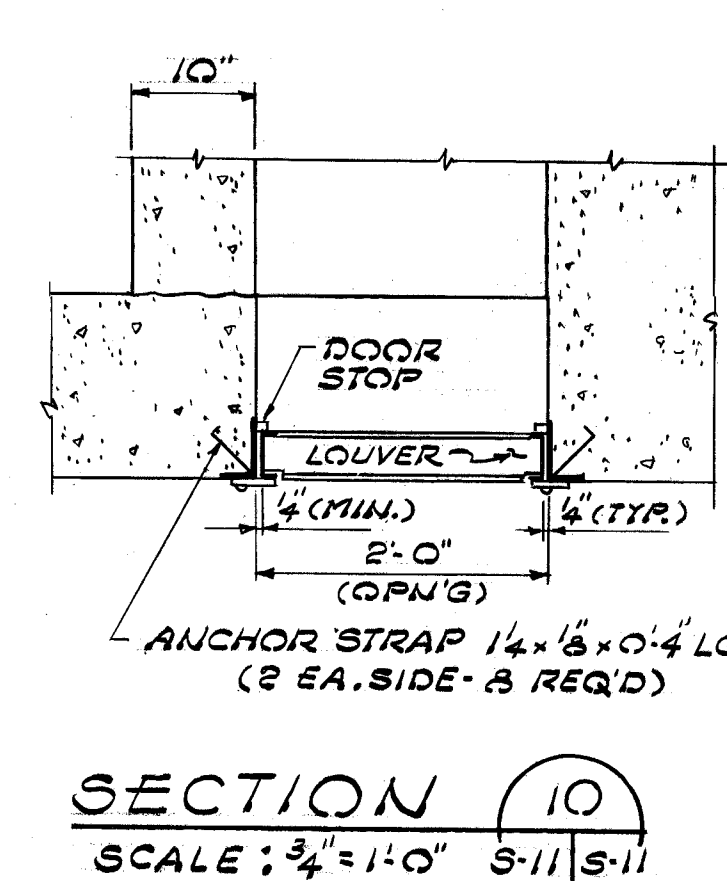 10"
DOOR
STOP
LOUVER
1/4" (MIN.)
1/4" (TYP.)
2'-0"
(OPN'G)
ANCHOR STRAP 1 1/4 x 1/8" x 0'-4"
(2 EA. SIDE - 8 REQ'D)
SECTION
10
SCALE: 3/4" = 1'-0"
S-11 S-11